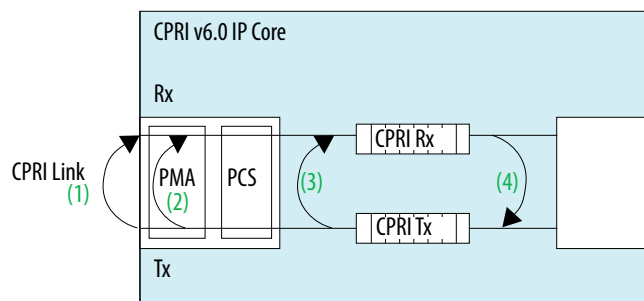 CPRI v6.0 IP Core
Rx
CPRI Rx
CPRI Link
(1)
PMA
(2)
PCS
(3)
(4)
CPRI Tx
Tx